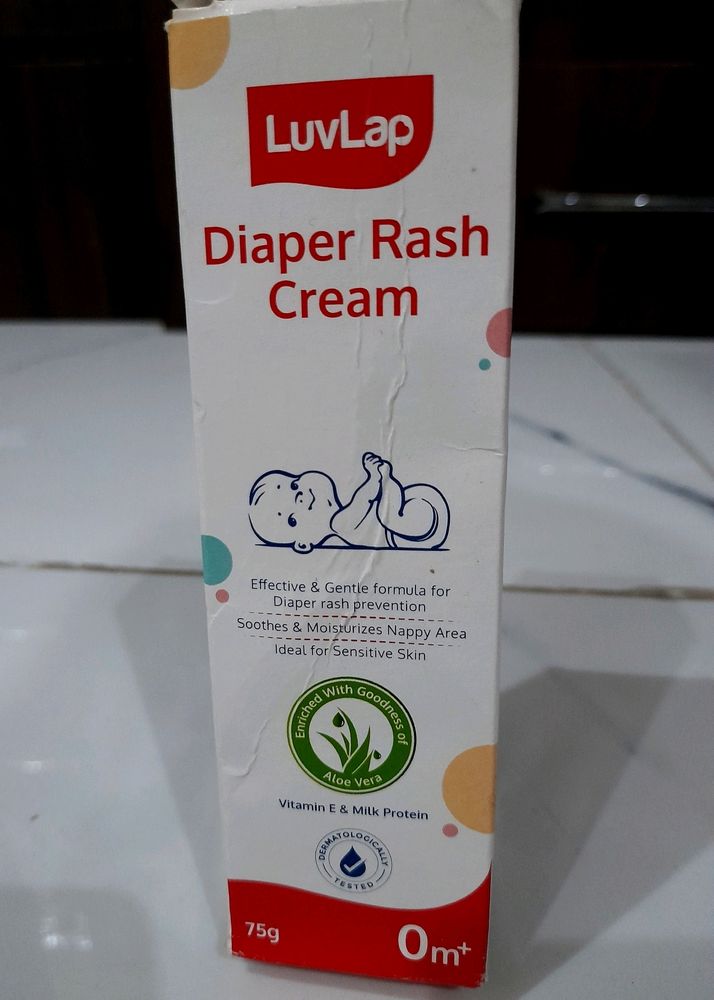 LuvLap
Diaper Rash
Cream
Effective & Gentle formula for
Diaper rash prevention
Soothes & Moisturizes Nappy Area
Ideal for Sensitive Skin
Enriched With Goodness of
Aloe Vera
Vitamin E & Milk Protein
DERMATOLOGICALLY
TESTED
75g
0m+